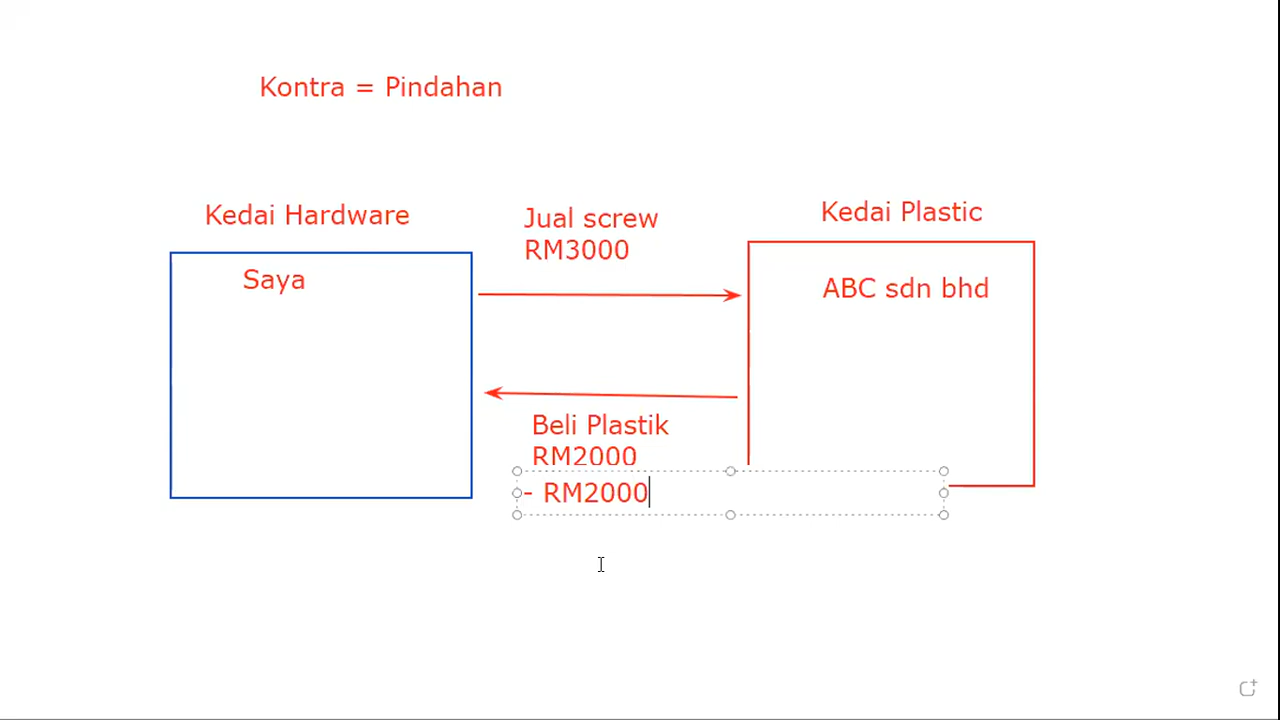 Kontra = Pindahan
Kedai Hardware
Jual screw
RM3000
Kedai Plastic
Saya
ABC sdn bhd
Beli Plastik
RM2000
- RM2000